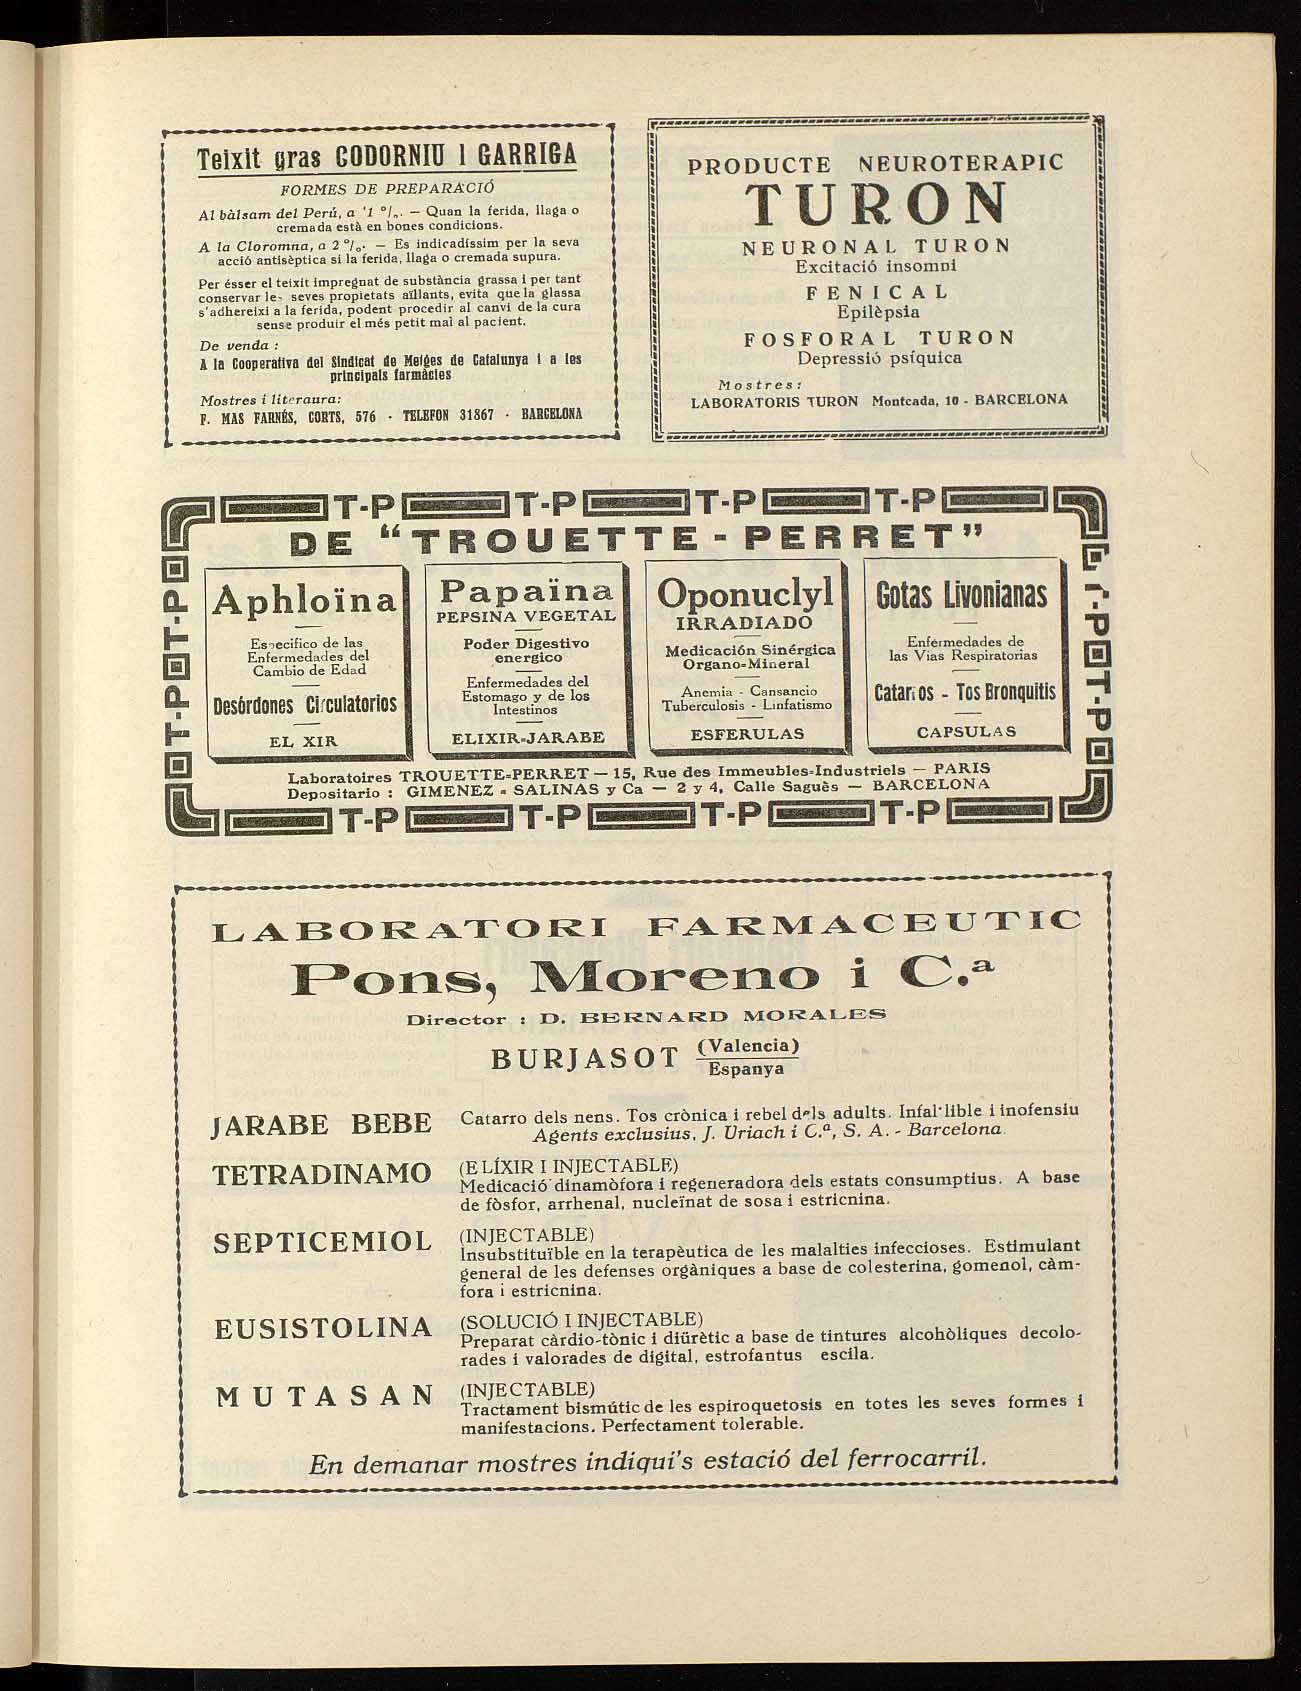 Teixit gras CODORNIU I GARRIGA
FORMES DE PREPARACIÓ
Al bàlsam del Perú, a '1 %. — Quan la ferida, llaga o
cremada està en bones condicions.
A la Cloromna, a 2 %. — Es indicadíssim per la seva
acció antisèptica si la ferida, llaga o cremada supura.
Per ésser el teixit impregnat de substància grassa i per tant
conservar les seves propietats aïllants, evita que la glassa
s'adhereixi a la ferida, podent procedir al canvi de la cura
sense produir el més petit mal al pacient.
De venda :
A la Cooperativa del Sindicat de Metges de Catalunya i a les
principals farmàcies
Mostres i literaura:
F. MAS FARNÉS, CORTS, 576 - TELEFON 31867 - BARCELONA
PRODUCTE NEUROTERAPIC
TURON
NEURONAL TURON
Excitació insomni
FENICAL
Epilèpsia
FOSFORAL TURON
Depressió psíquica
Mostres:
LABORATORIS TURON Montcada, 10 - BARCELONA
T-P T-P T-P T-P
DE "TROUETTE-PERRET"
Aphloïna
Especifico de las
Enfermedades del
Cambio de Edad
Desórdones Circulatorios
EL XIR
Papaïna
PEPSINA VEGETAL
Poder Digestivo
energico
Enfermedades del
Estomago y de los
Intestinos
ELIXIR-JARABE
Oponuclyl
IRRADIADO
Medicación Sinérgica
Organo-Mineral
Anemia - Cansancio
Tuberculosis - Linfatismo
ESFERULAS
Gotas Livonianas
Enfermedades de
las Vias Respiratorias
Catarros - Tos Bronquitis
CAPSULAS
T-P T-P
T-P T-P
Laboratoires TROUETTE-PERRET — 15, Rue des Immeubles-Industriels — PARIS
Depositario : GIMENEZ - SALINAS y Ca — 2 y 4, Calle Saguès — BARCELONA
T-P T-P T-P T-P
LABORATORI FARMACEUTIC
Pons, Moreno i C.ª
Director : D. BERNARD MORALES
BURJASOT (Valencia)
Espanya
JARABE BEBE Catarro dels nens. Tos crònica i rebel dels adults. Infal·lible i inofensiu
Agents exclusius, J. Uriach i C.ª, S. A. - Barcelona.
TETRADINAMO (ELÍXIR I INJECTABLE)
Medicació dinamòfora i regeneradora dels estats consumptius. A base
de fòsfor, arrhenal, nucleïnat de sosa i estricnina.
SEPTICEMIOL (INJECTABLE)
Insubstituïble en la terapèutica de les malalties infeccioses. Estimulant
general de les defenses orgàniques a base de colesterina, gomenol, càm-
fora i estricnina.
EUSISTOLINA (SOLUCIÓ I INJECTABLE)
Preparat càrdio-tònic i diürètic a base de tintures alcohòliques decolo-
rades i valorades de digital, estrofantus escila.
MUTASAN (INJECTABLE)
Tractament bismútic de les espiroquetosis en totes les seves formes i
manifestacions. Perfectament tolerable.
En demanar mostres indiqui's estació del ferrocarril.